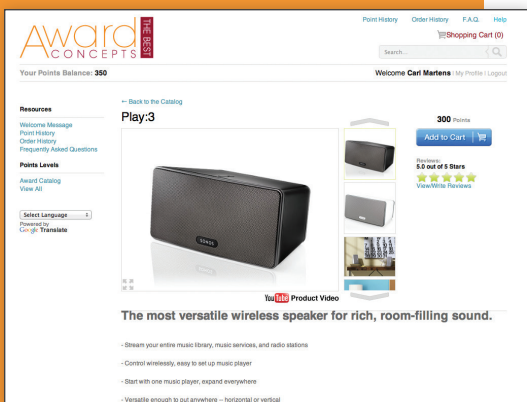 Point History Order History F.A.Q. Help
Award
CONCEPTS
THE BEST
Shopping Cart (0)
Search...
Your Points Balance: 350
Welcome Carl Martens | My Profile | Logout
Resources
Welcome Message
Point History
Order History
Frequently Asked Questions
Points Levels
Award Catalog
View All
Select Language
Powered by
Google Translate
← Back to the Catalog
Play:3
SONOS
YouTube Product Video
300 Points
Add to Cart
Reviews:
5.0 out of 5 Stars
View/Write Reviews
The most versatile wireless speaker for rich, room-filling sound.
- Stream your entire music library, music services, and radio stations
- Control wirelessly, easy to set up music player
- Start with one music player, expand everywhere
- Versatile enough to put anywhere -- horizontal or vertical